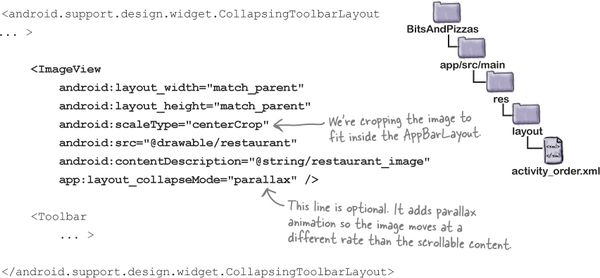 <android.support.design.widget.CollapsingToolbarLayout
... >
<ImageView
android:layout_width="match_parent"
android:layout_height="match_parent"
android:scaleType="centerCrop"
android:src="@drawable/restaurant"
android:contentDescription="@string/restaurant_image"
app:layout_collapseMode="parallax" />
We're cropping the image to
fit inside the AppBarLayout.
This line is optional. It adds parallax
animation so the image moves at a
different rate than the scrollable content.
<Toolbar
... >
</android.support.design.widget.CollapsingToolbarLayout>
BitsAndPizzas
app/src/main
res
layout
<xml>
</xml>
activity_order.xml